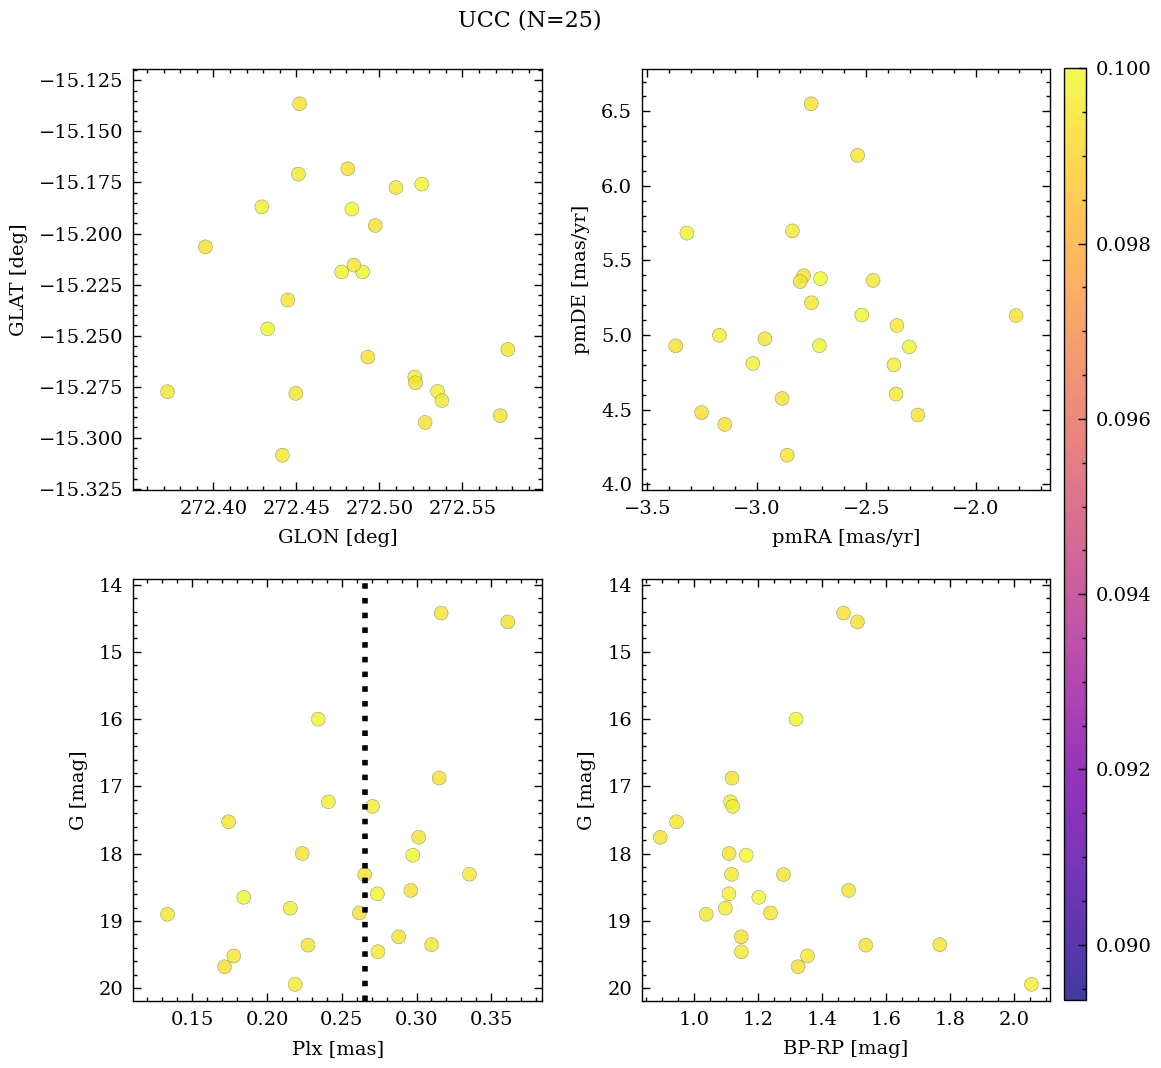 UCC (N=25)
−15.125
−15.150
−15.175
−15.200
−15.225
−15.250
−15.275
−15.300
−15.325
GLAT [deg]
272.40 272.45 272.50 272.55
GLON [deg]
6.5
6.0
5.5
5.0
4.5
4.0
pmDE [mas/yr]
−3.5 −3.0 −2.5 −2.0
pmRA [mas/yr]
0.100
0.098
0.096
0.094
0.092
0.090
14
15
16
17
18
19
20
G [mag]
0.15 0.20 0.25 0.30 0.35
Plx [mas]
14
15
16
17
18
19
20
G [mag]
1.0 1.2 1.4 1.6 1.8 2.0
BP-RP [mag]